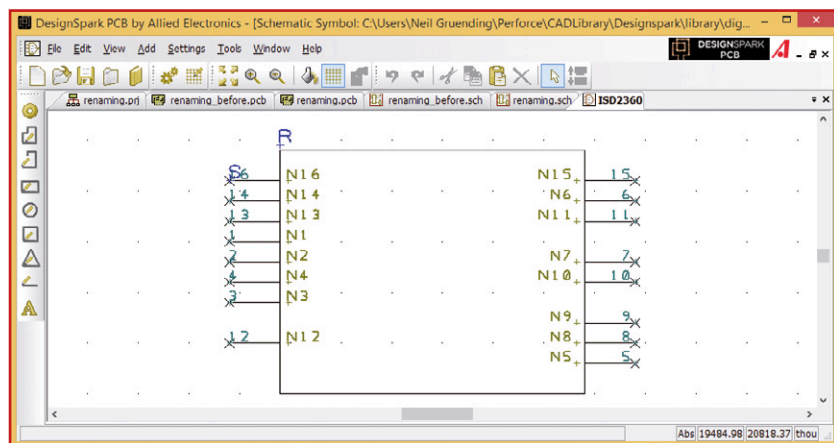 DesignSpark PCB by Allied Electronics - [Schematic Symbol: C:\Users\Neil Gruending\Perforce\CADLibrary\Designspark\library\dig...
File Edit View Add Settings Tools Window Help
DESIGNSPARK
PCB
renaming.prj renaming_before.pcb renaming.pcb renaming_before.sch renaming.sch ISD2360
R
S
16 N16 N15 15
14 N14 N6 6
13 N13 N11 11
1 N1
2 N2 N7 7
4 N4 N10 10
3 N3
N9 9
12 N12 N8 8
N5 5
Abs 19484.98 20818.37 thou